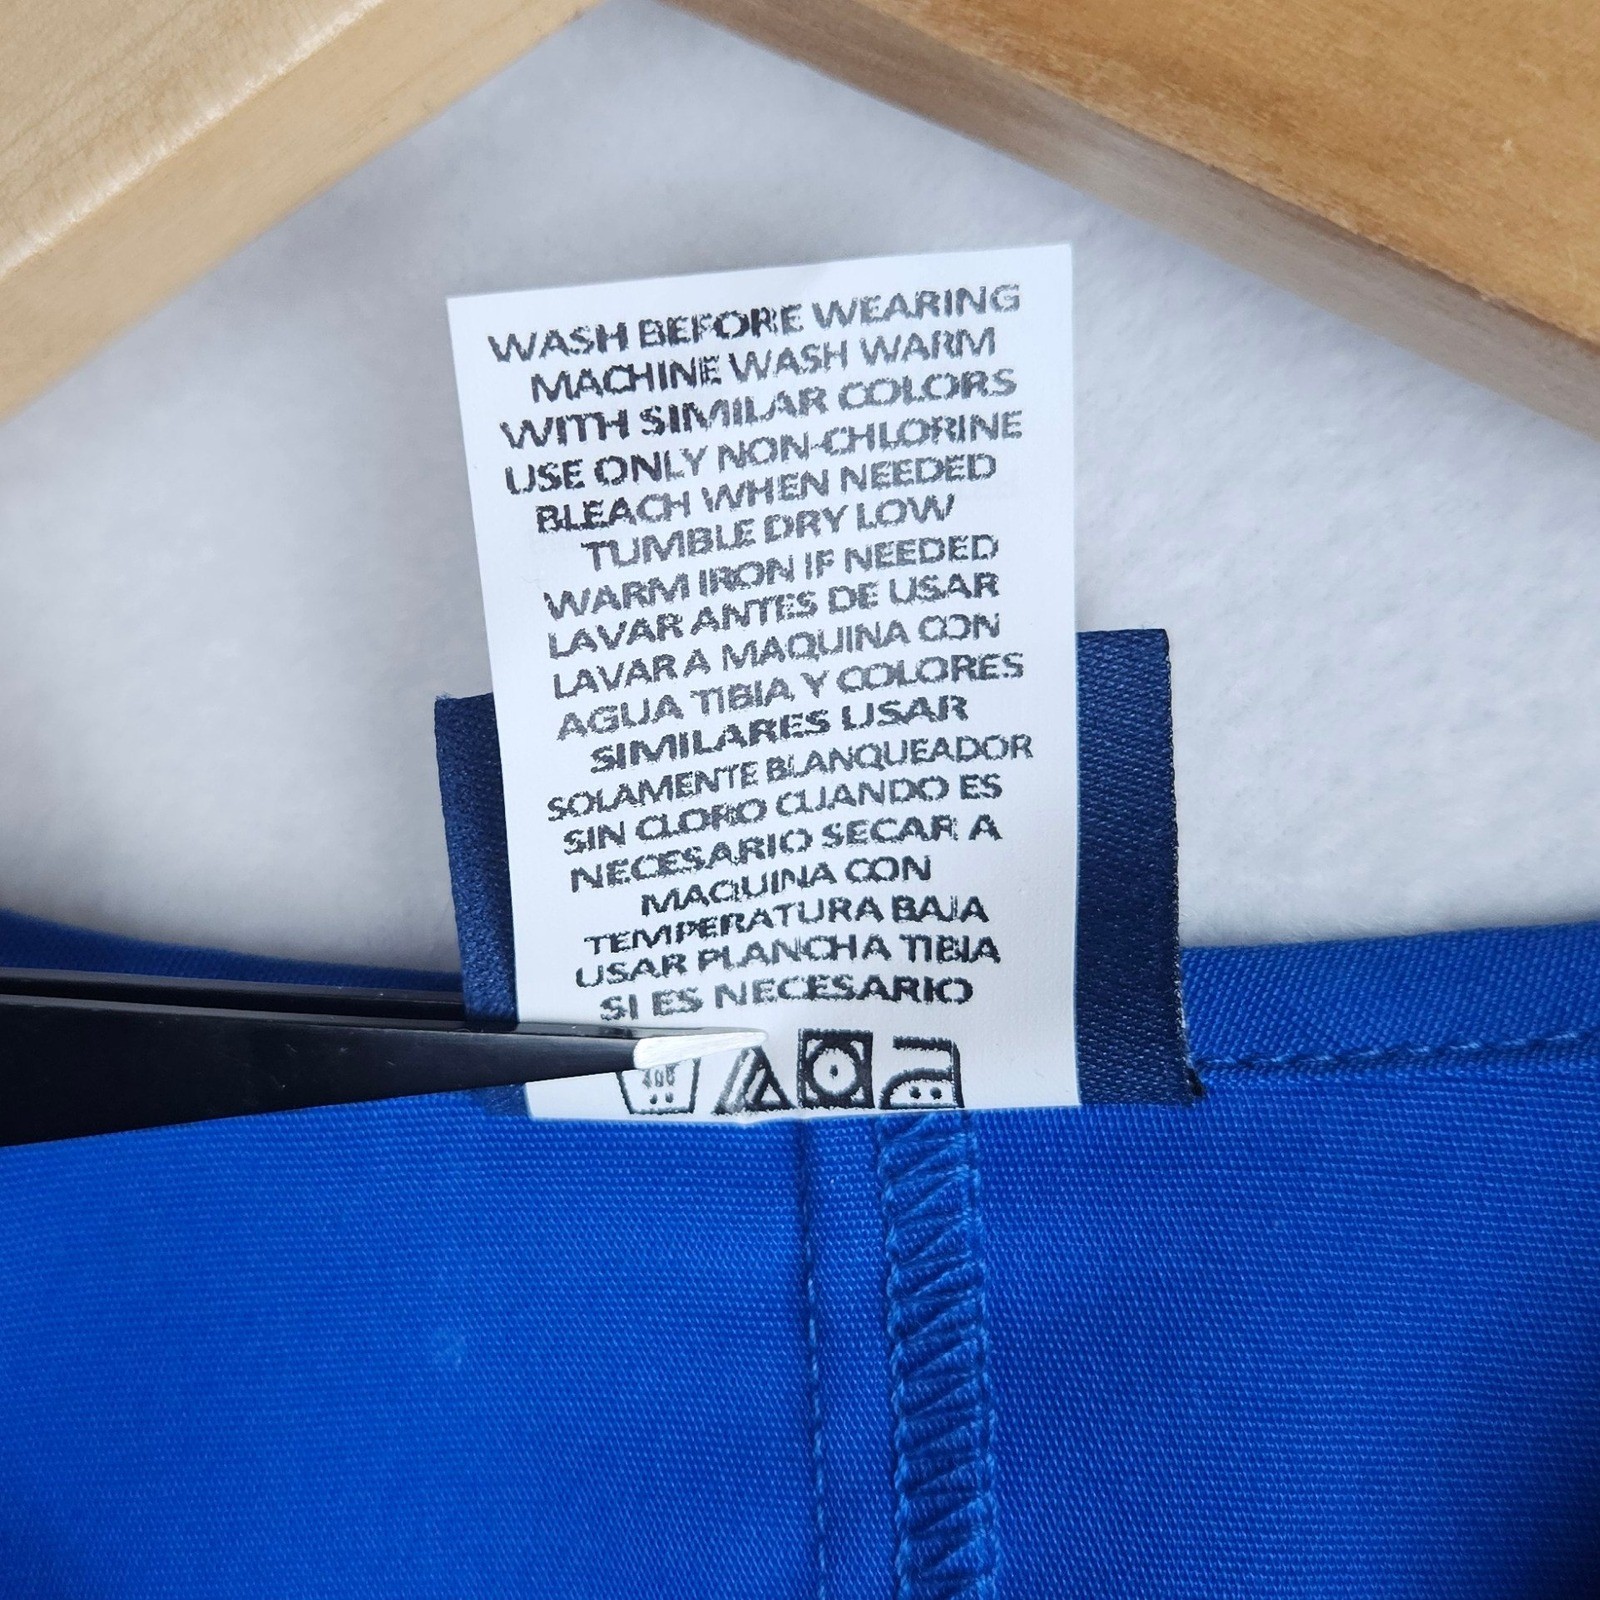 WASH BEFORE WEARING
MACHINE WASH WARM
WITH SIMILAR COLORS
USE ONLY NON-CHLORINE
BLEACH WHEN NEEDED
TUMBLE DRY LOW
WARM IRON IF NEEDED
LAVAR ANTES DE USAR
LAVAR A MAQUINA CON
AGUA TIBIA Y COLORES
SIMILARES USAR
SOLAMENTE BLANQUEADOR
SIN CLORO CUANDO ES
NECESARIO SECAR A
MAQUINA CON
TEMPERATURA BAJA
USAR PLANCHA TIBIA
SI ES NECESARIO